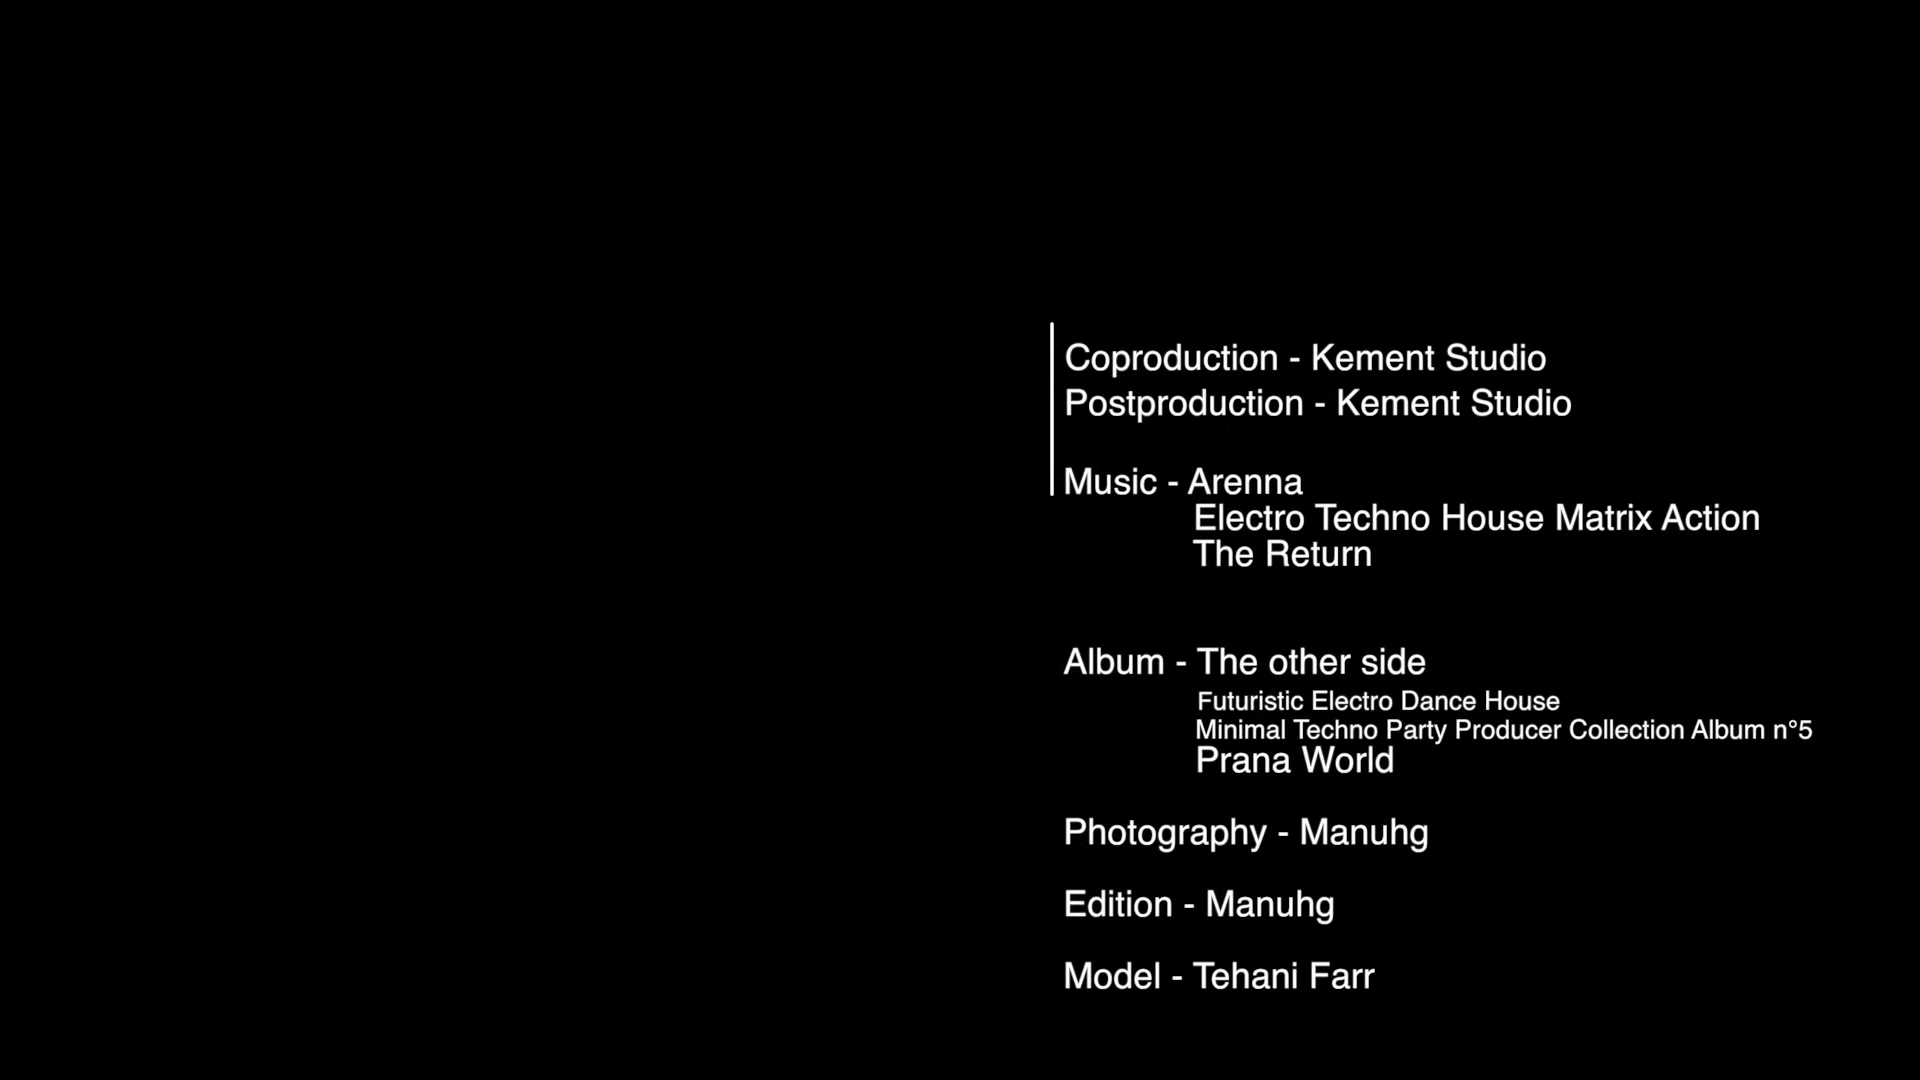 Coproduction - Kement Studio
Postproduction - Kement Studio
Music - Arenna
Electro Techno House Matrix Action
The Return
Album - The other side
Futuristic Electro Dance House
Minimal Techno Party Producer Collection Album n°5
Prana World
Photography - Manuhg
Edition - Manuhg
Model - Tehani Farr